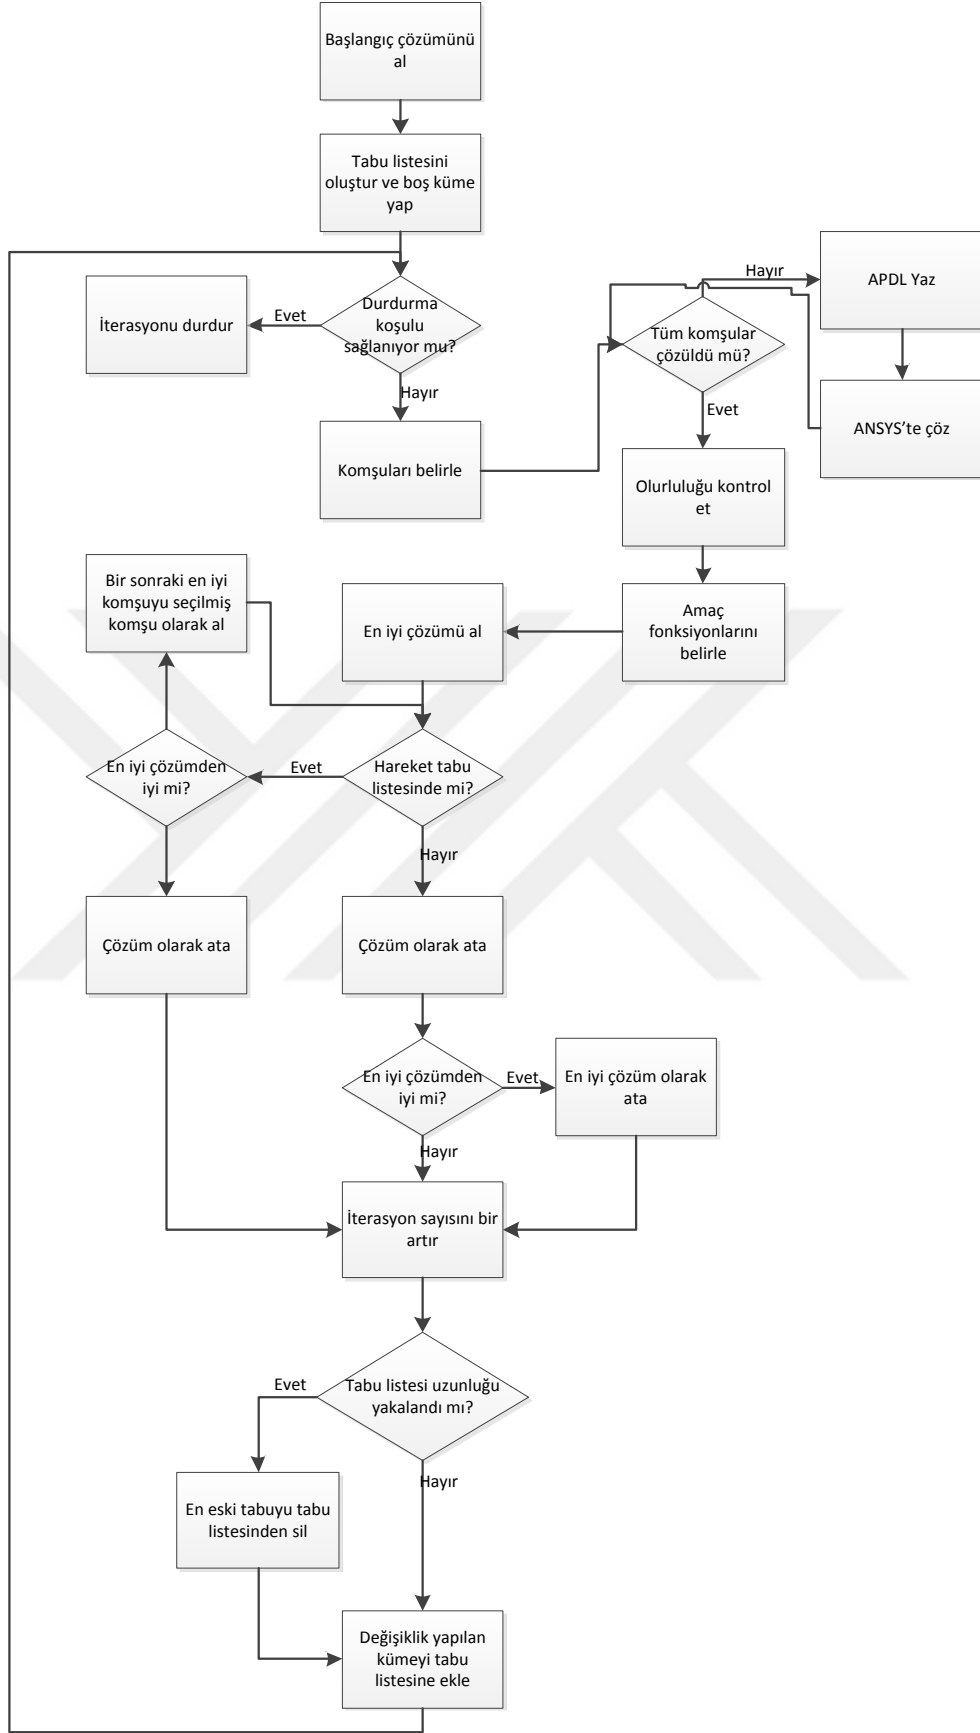 Başlangıç çözümünü
al
Tabu listesini
oluştur ve boş küme
yap
Durdurma
koşulu
sağlanıyor mu?
Evet
İterasyonu durdur
Hayır
Komşuları belirle
Tüm komşular
çözüldü mü?
Hayır
APDL Yaz
ANSYS’te çöz
Evet
Olurluluğu kontrol
et
Amaç
fonksiyonlarını
belirle
En iyi çözümü al
Bir sonraki en iyi
komşuyu seçilmiş
komşu olarak al
Hareket tabu
listesinde mi?
Evet
En iyi çözümden
iyi mi?
Hayır
Çözüm olarak ata
Çözüm olarak ata
En iyi çözümden
iyi mi?
Evet
En iyi çözüm olarak
ata
Hayır
İterasyon sayısını bir
artır
Tabu listesi uzunluğu
yakalandı mı?
Evet
En eski tabuyu tabu
listesinden sil
Hayır
Değişiklik yapılan
kümeyi tabu
listesine ekle